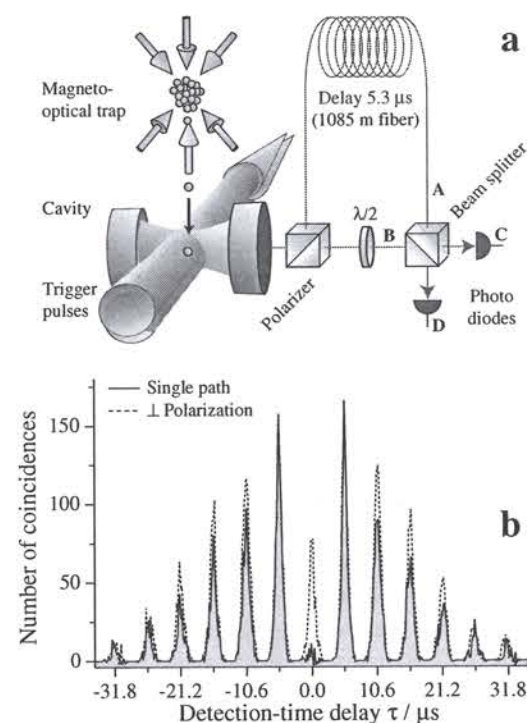 a
Magneto-
optical trap
Delay 5.3 μs
(1085 m fiber)
A
Beam splitter
Cavity
λ/2
B
C
Trigger
pulses
Polarizer
Photo
diodes
D
b
Single path
⊥ Polarization
Number of coincidences
150
100
50
0
-31.8 -21.2 -10.6 0.0 10.6 21.2 31.8
Detection-time delay τ / μs